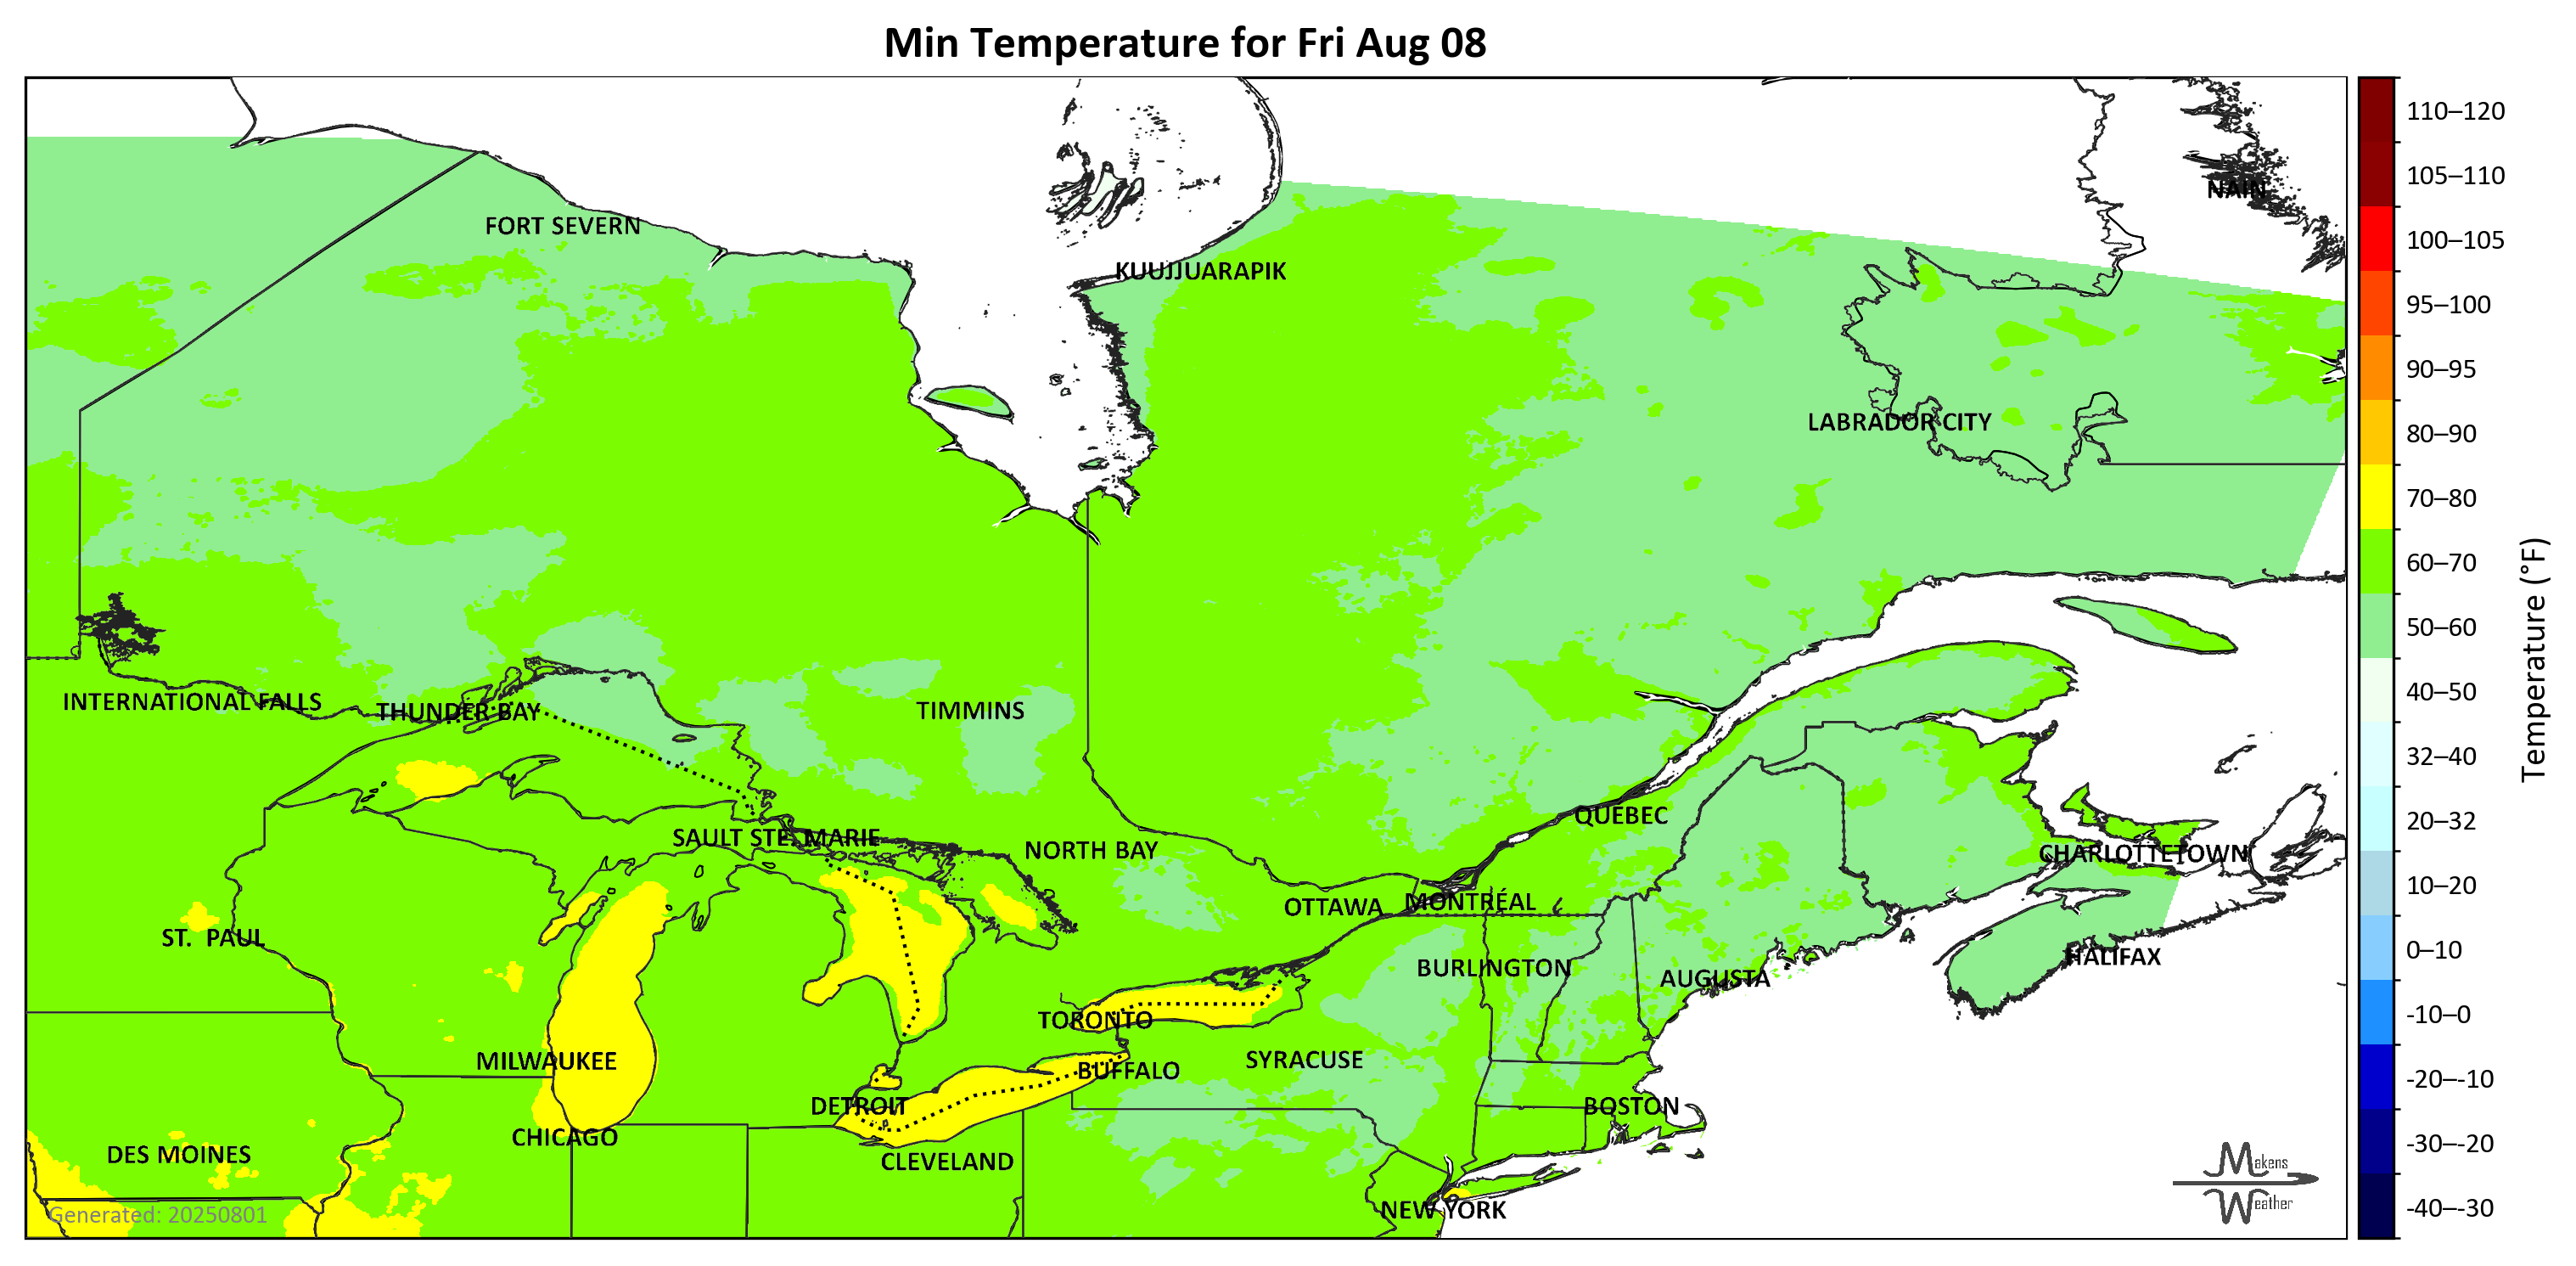 Min Temperature for Fri Aug 08
110–120
105–110
NAIN
FORT SEVERN
100–105
KUUJJUARAPIK
95–100
90–95
LABRADOR CITY
80–90
70–80
60–70
Temperature (°F)
50–60
40–50
INTERNATIONAL FALLS
THUNDER BAY
TIMMINS
32–40
QUÉBEC
20–32
SAULT STE. MARIE
NORTH BAY
CHARLOTTETOWN
10–20
OTTAWA
MONTRÉAL
ST. PAUL
0–10
HALIFAX
BURLINGTON
AUGUSTA
-10–0
TORONTO
MILWAUKEE
SYRACUSE
BUFFALO
-20–-10
DETROIT
BOSTON
CHICAGO
-30–-20
DES MOINES
CLEVELAND
Makens
Weather
NEW YORK
-40–-30
Generated: 20250801